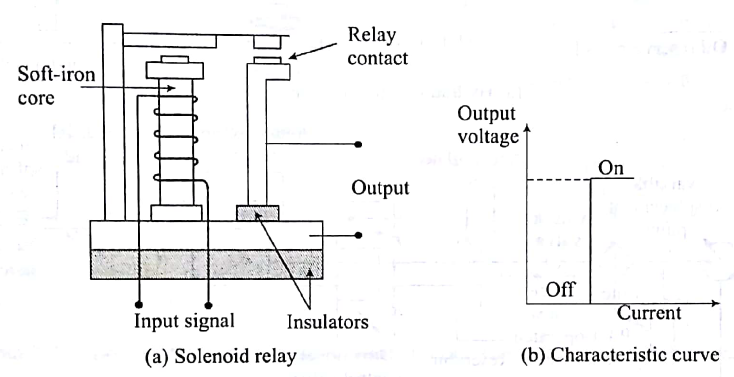 Relay
contact
Soft-iron
core
Output
Input signal
Insulators
(a) Solenoid relay
Output
voltage
On
Off
Current
(b) Characteristic curve